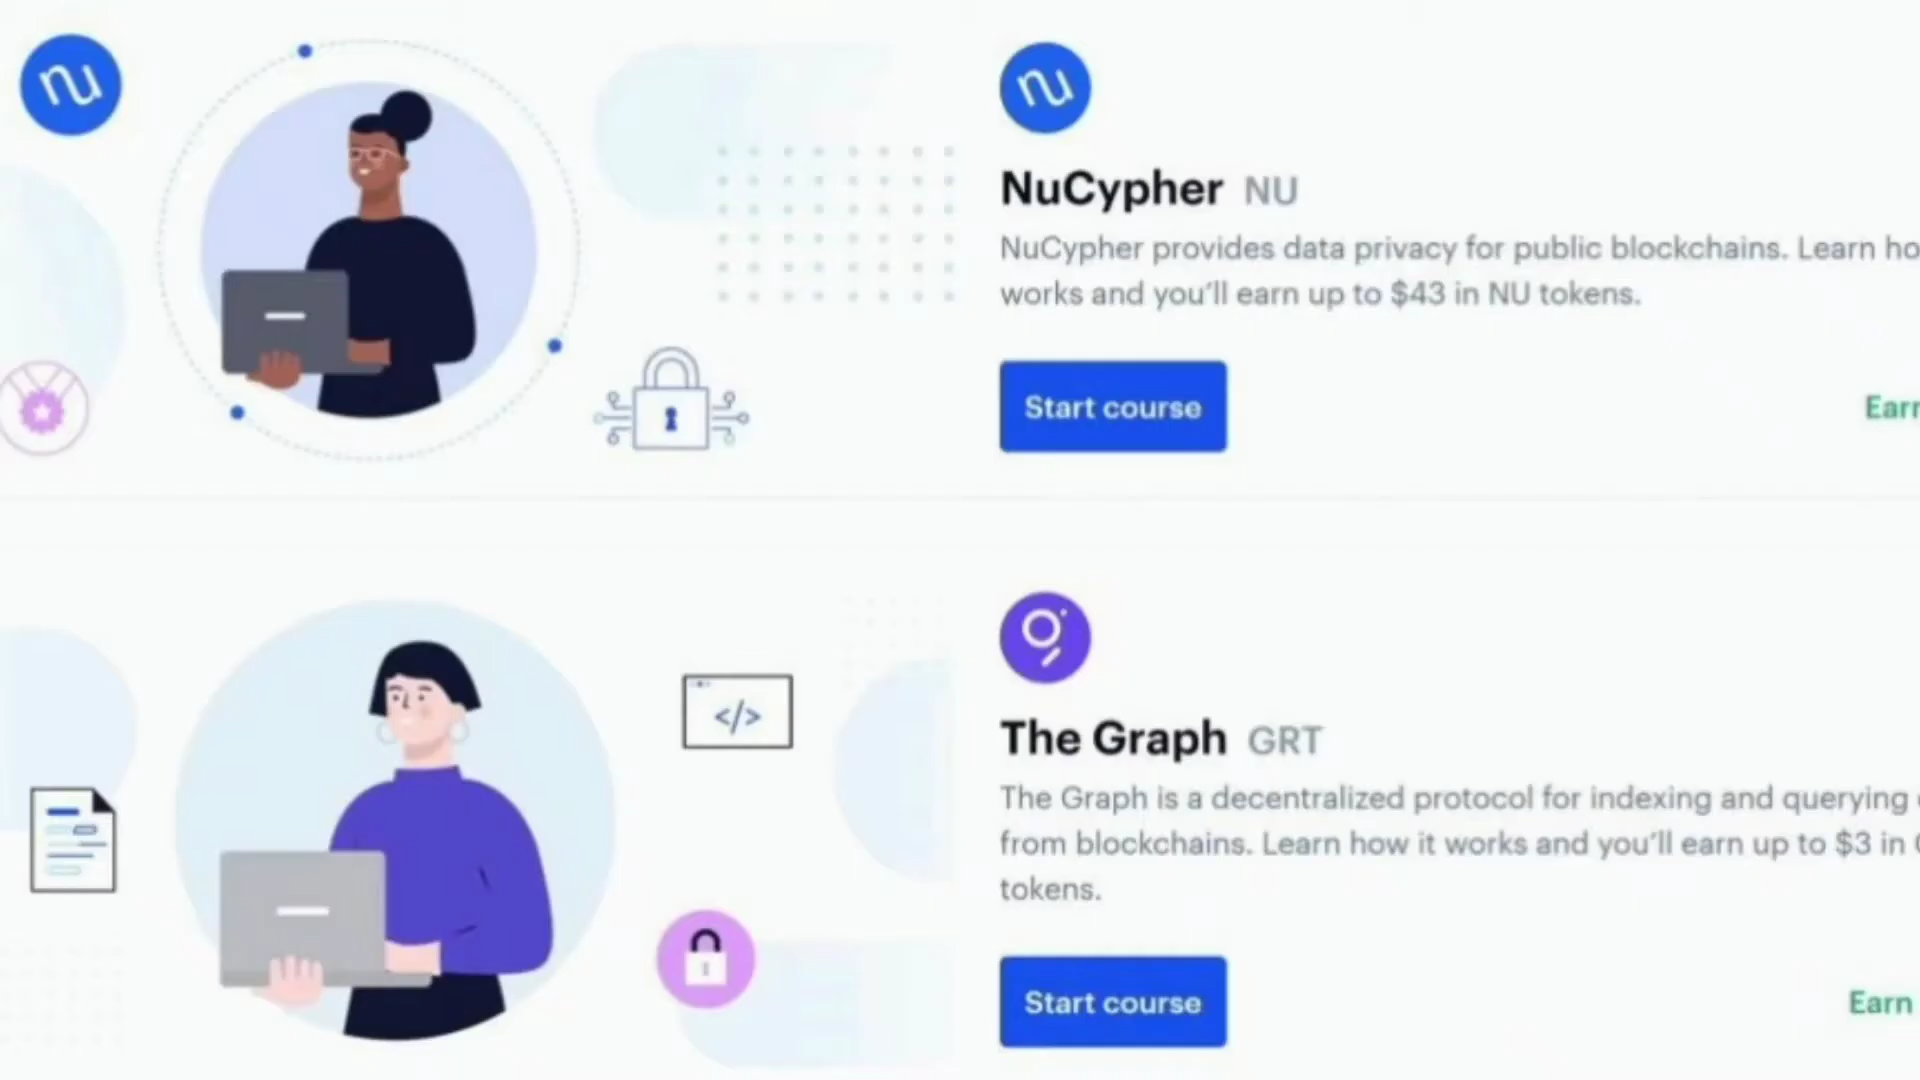 nu
nu
NuCypher NU
NuCypher provides data privacy for public blockchains. Learn ho
works and you'll earn up to $43 in NU tokens.
Start course
Earn
The Graph GRT
The Graph is a decentralized protocol for indexing and querying
from blockchains. Learn how it works and you'll earn up to $3 in
tokens.
Start course
Earn